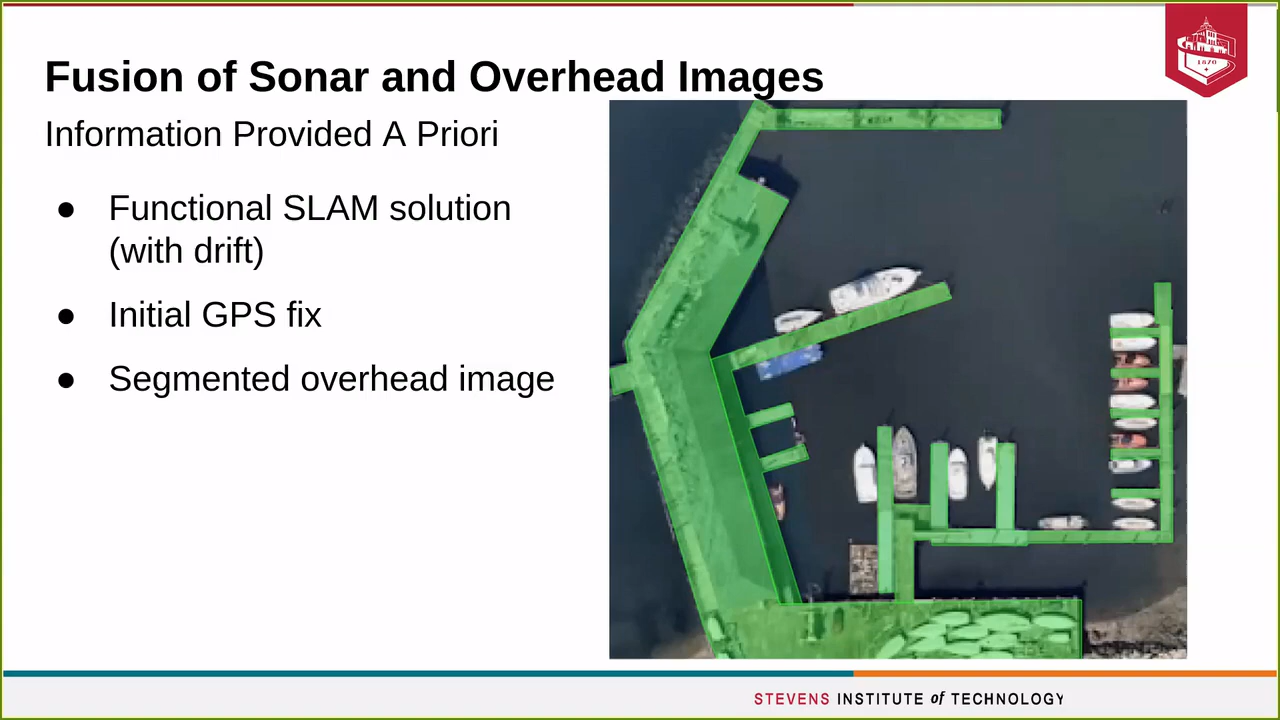 Fusion of Sonar and Overhead Images
Information Provided A Priori
● Functional SLAM solution
(with drift)
● Initial GPS fix
● Segmented overhead image
1870
STEVENS INSTITUTE of TECHNOLOGY